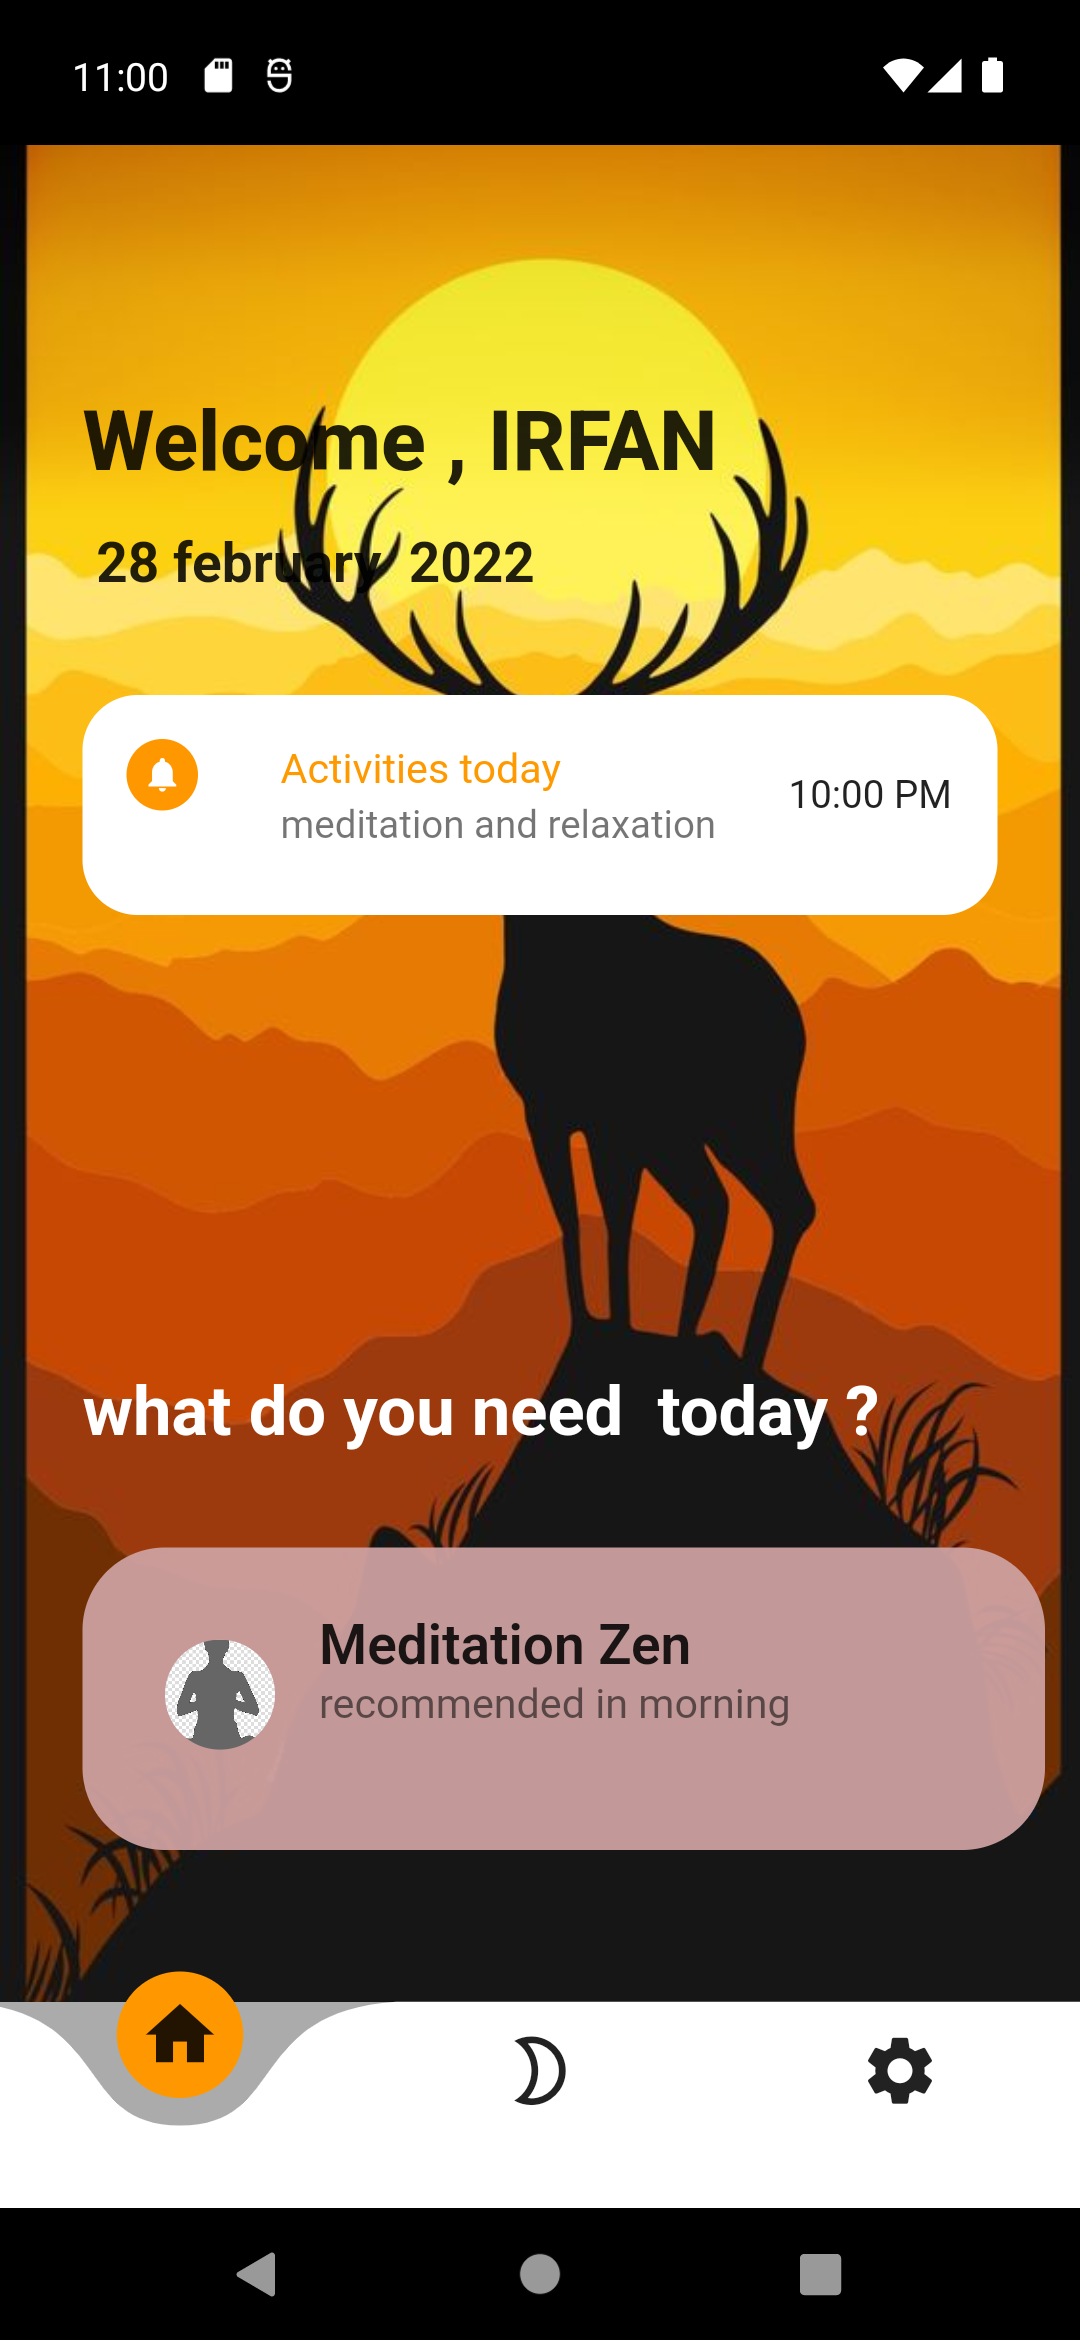 11:00
Welcome , IRFAN
28 february 2022
Activities today
meditation and relaxation
10:00 PM
what do you need today ?
Meditation Zen
recommended in morning